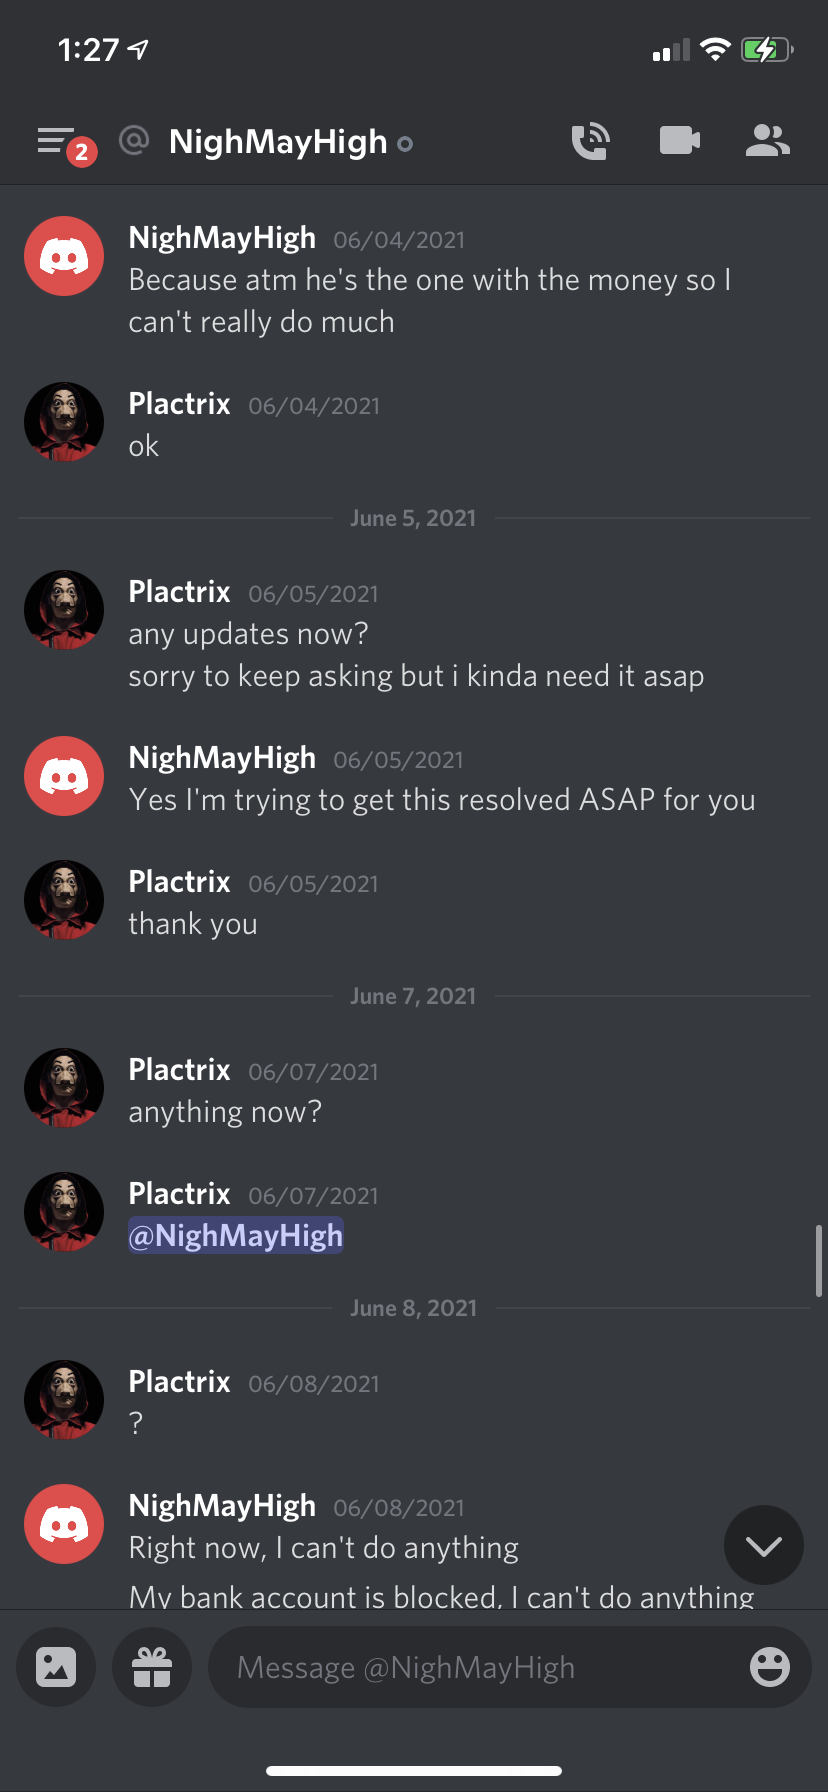 1:27
2
@ NighMayHigh
NighMayHigh 06/04/2021
Because atm he's the one with the money so I
can't really do much
Plactrix 06/04/2021
ok
June 5, 2021
Plactrix 06/05/2021
any updates now?
sorry to keep asking but i kinda need it asap
NighMayHigh 06/05/2021
Yes I'm trying to get this resolved ASAP for you
Plactrix 06/05/2021
thank you
June 7, 2021
Plactrix 06/07/2021
anything now?
Plactrix 06/07/2021
@NighMayHigh
June 8, 2021
Plactrix 06/08/2021
?
NighMayHigh 06/08/2021
Right now, I can't do anything
My bank account is blocked, I can't do anything
Message @NighMayHigh